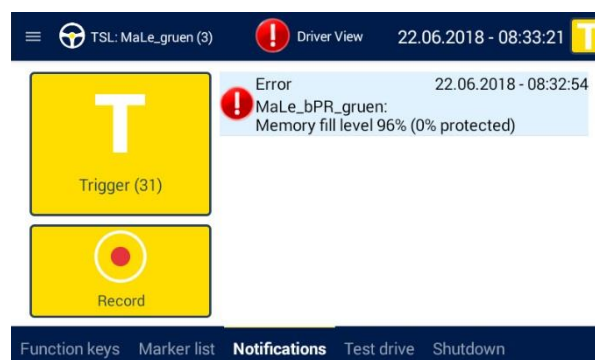 TSL: MaLe_gruen (3)
Driver View
22.06.2018 - 08:33:21
T
T
Trigger (31)
Error 22.06.2018 - 08:32:54
MaLe_bPR_gruen:
Memory fill level 96% (0% protected)
Record
Function keys Marker list Notifications Test drive Shutdown